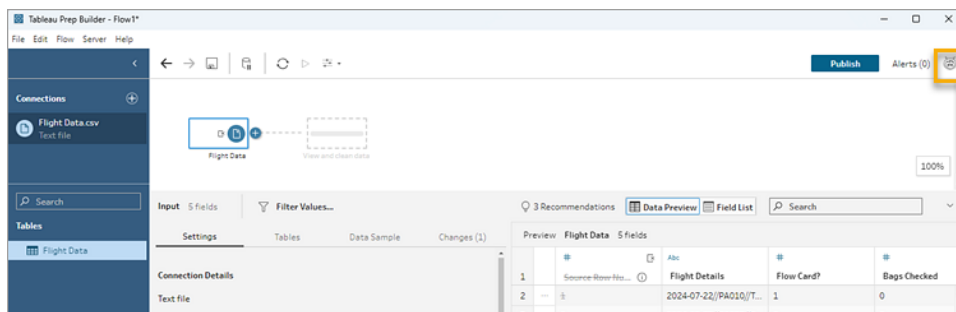 Tableau Prep Builder - Flow1*
File Edit Flow Server Help
Publish
Alerts (0)
Connections
Flight Data.csv
Text file
Flight Data
View and clean data
100%
Search
Input 5 fields
Filter Values...
3 Recommendations
Data Preview
Field List
Search
Tables
Settings
Tables
Data Sample
Changes (1)
Preview Flight Data 5 fields
Flight Data
# Abc # #
Connection Details
1 Source Row Nu... Flight Details Flow Card? Bags Checked
Text file
2 2024-07-22//PA010//T... 1 0